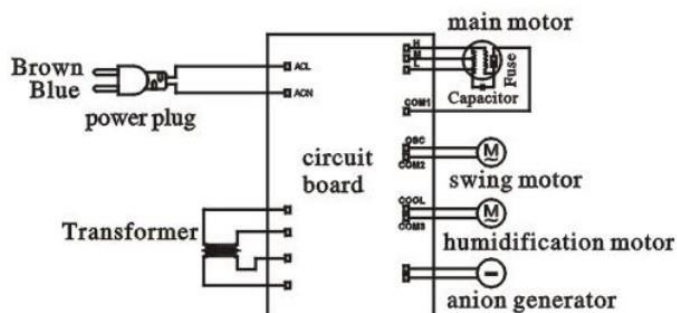 main motor
H
M
L
Fuse
Capacitor
COM1
Brown
Blue
power plug
ACL
ACN
circuit
board
OSC
COM2
swing motor
Transformer
COOL
COM3
humidification motor
anion generator
M
M